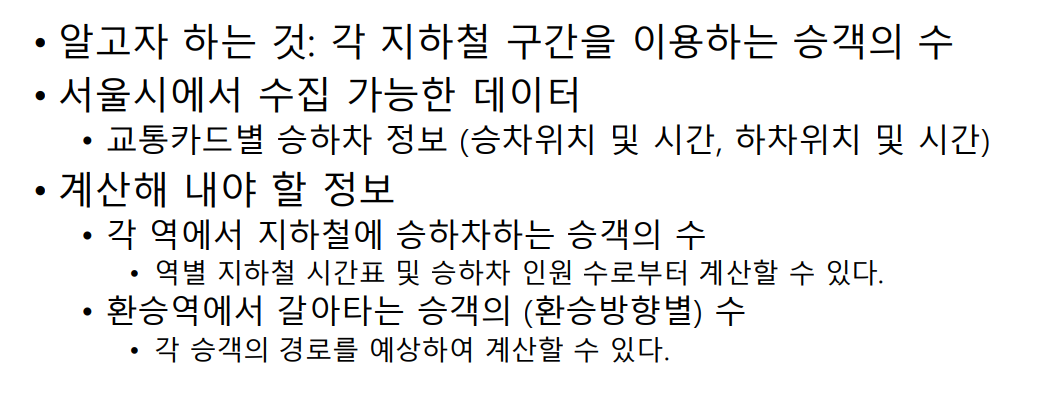 • 알고자 하는 것: 각 지하철 구간을 이용하는 승객의 수
• 서울시에서 수집 가능한 데이터
• 교통카드별 승하차 정보 (승차위치 및 시간, 하차위치 및 시간)
• 계산해 내야 할 정보
• 각 역에서 지하철에 승하차하는 승객의 수
• 역별 지하철 시간표 및 승하차 인원 수로부터 계산할 수 있다.
• 환승역에서 갈아타는 승객의 (환승방향별) 수
• 각 승객의 경로를 예상하여 계산할 수 있다.